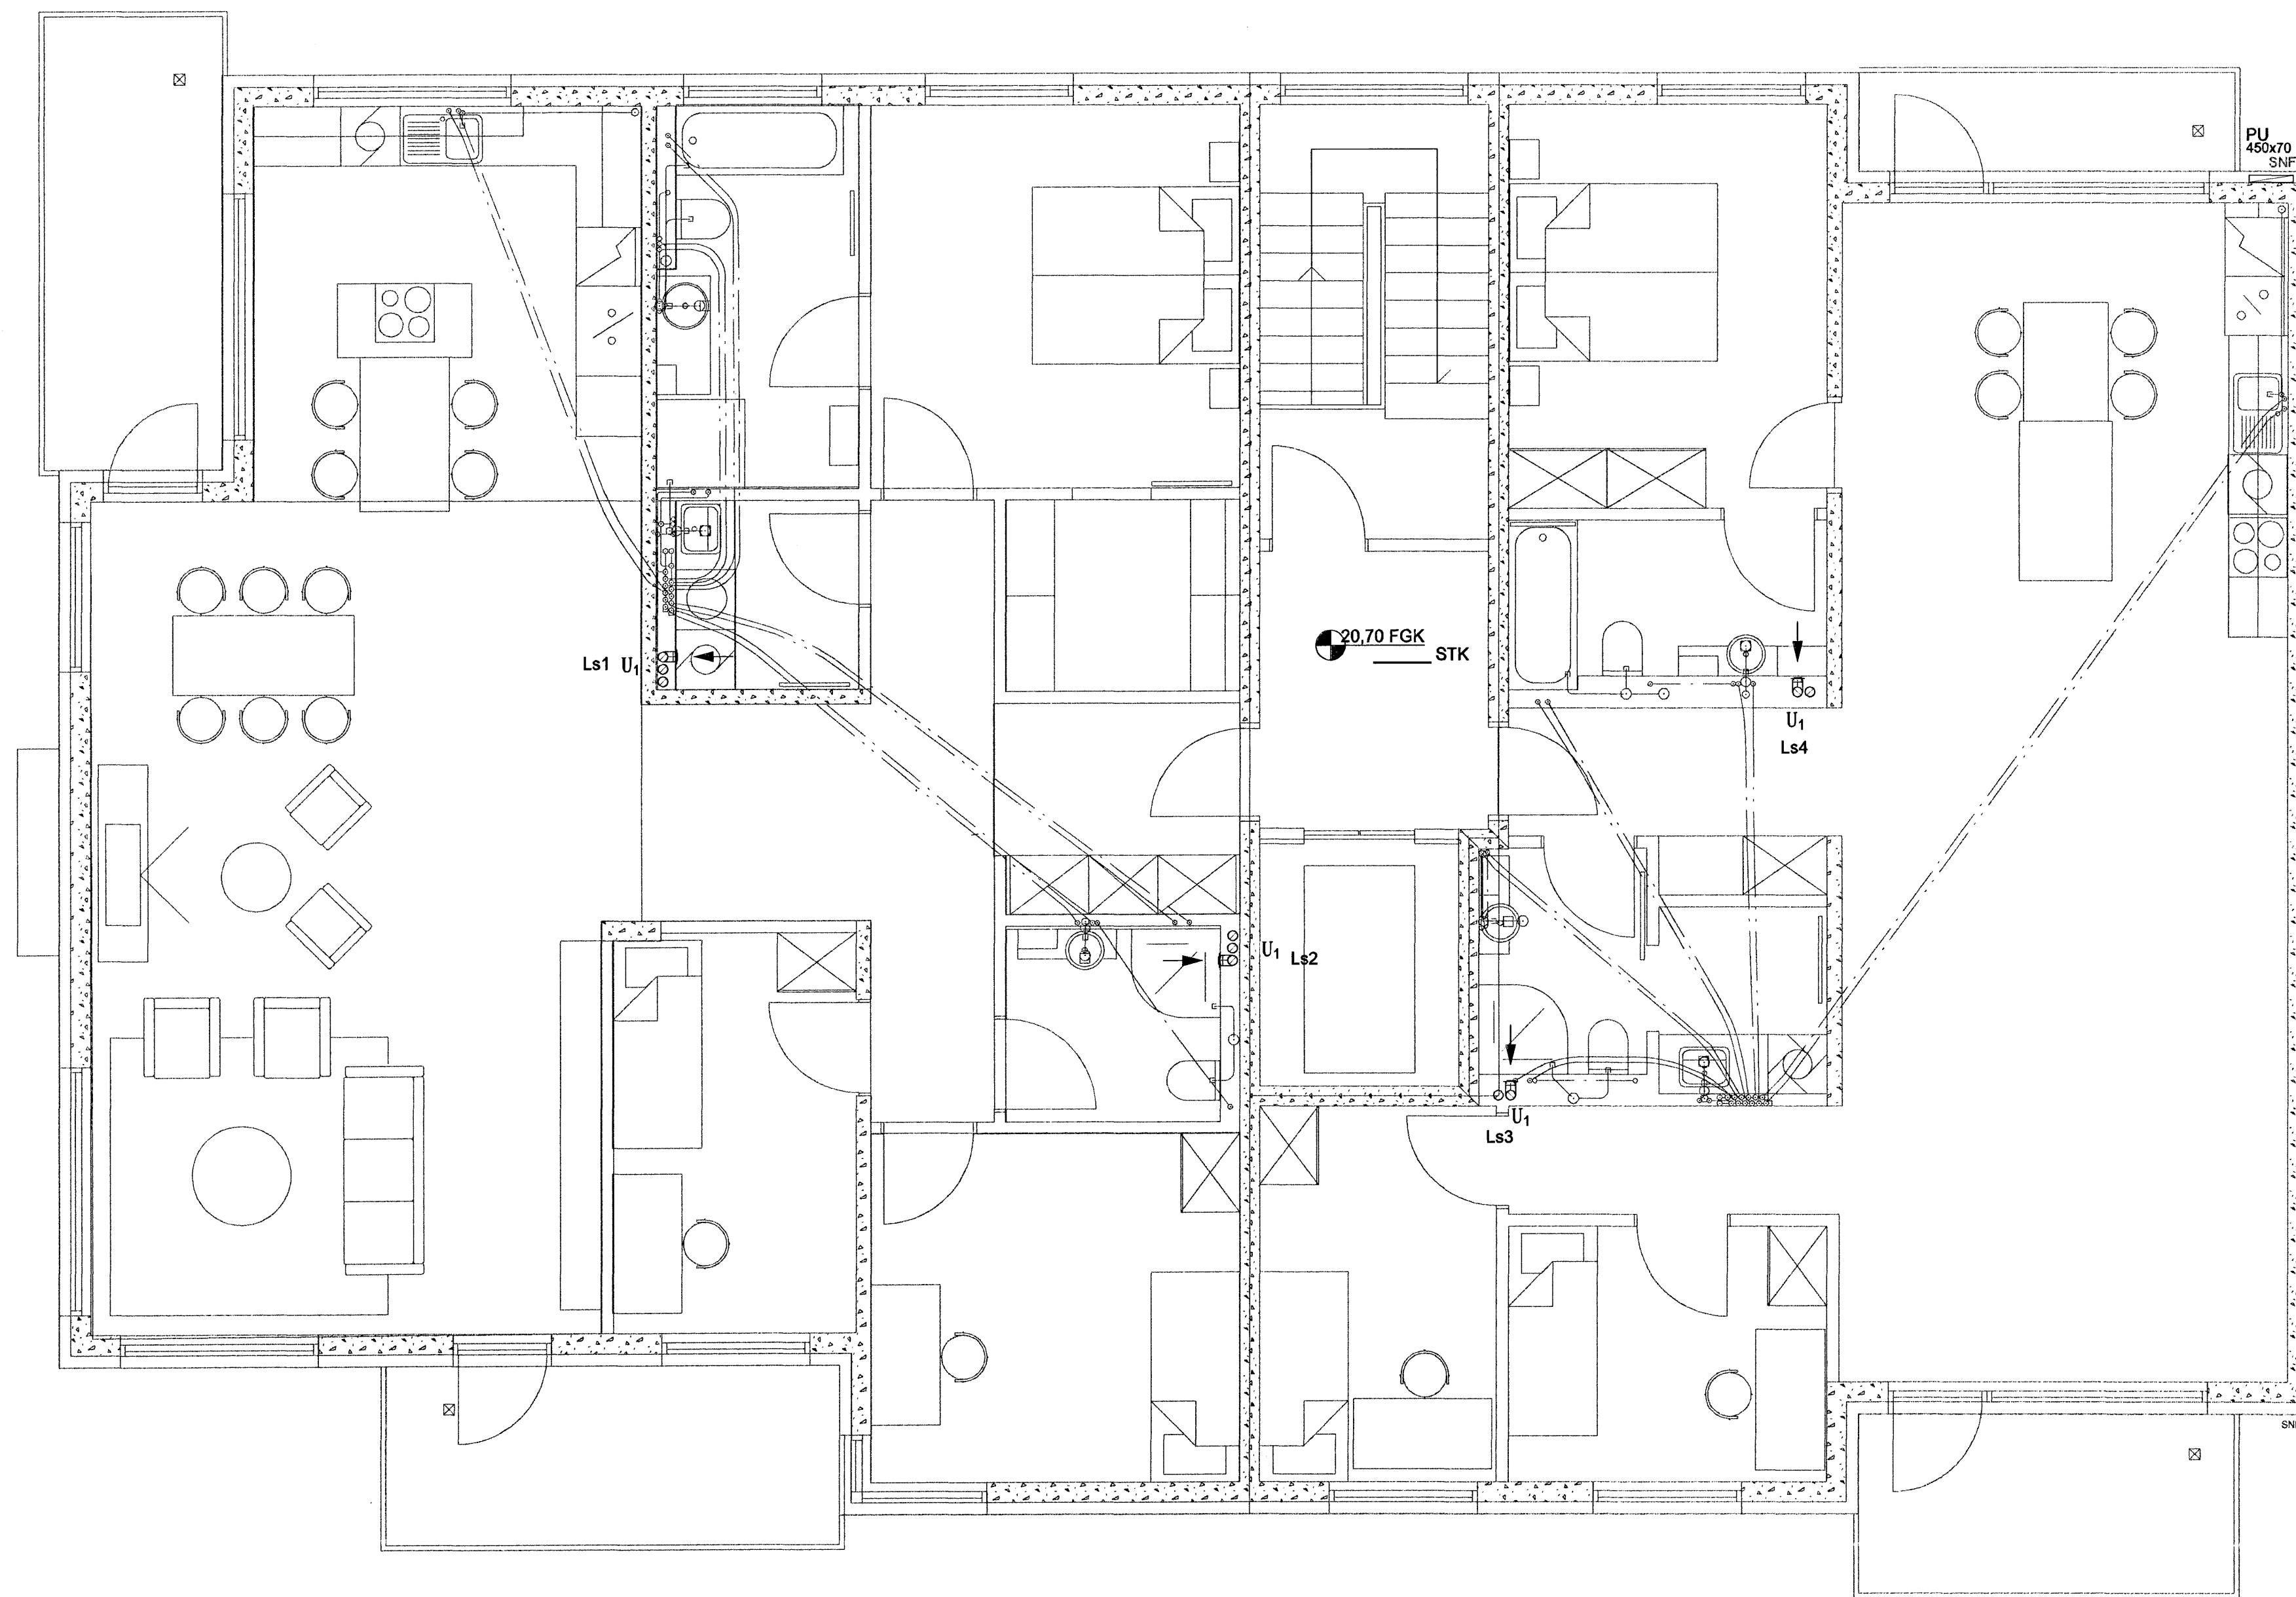 PU
450x70
SNF
20,70 FGK
STK
Ls1 U1
U1
Ls4
U1 Ls2
U1
Ls3